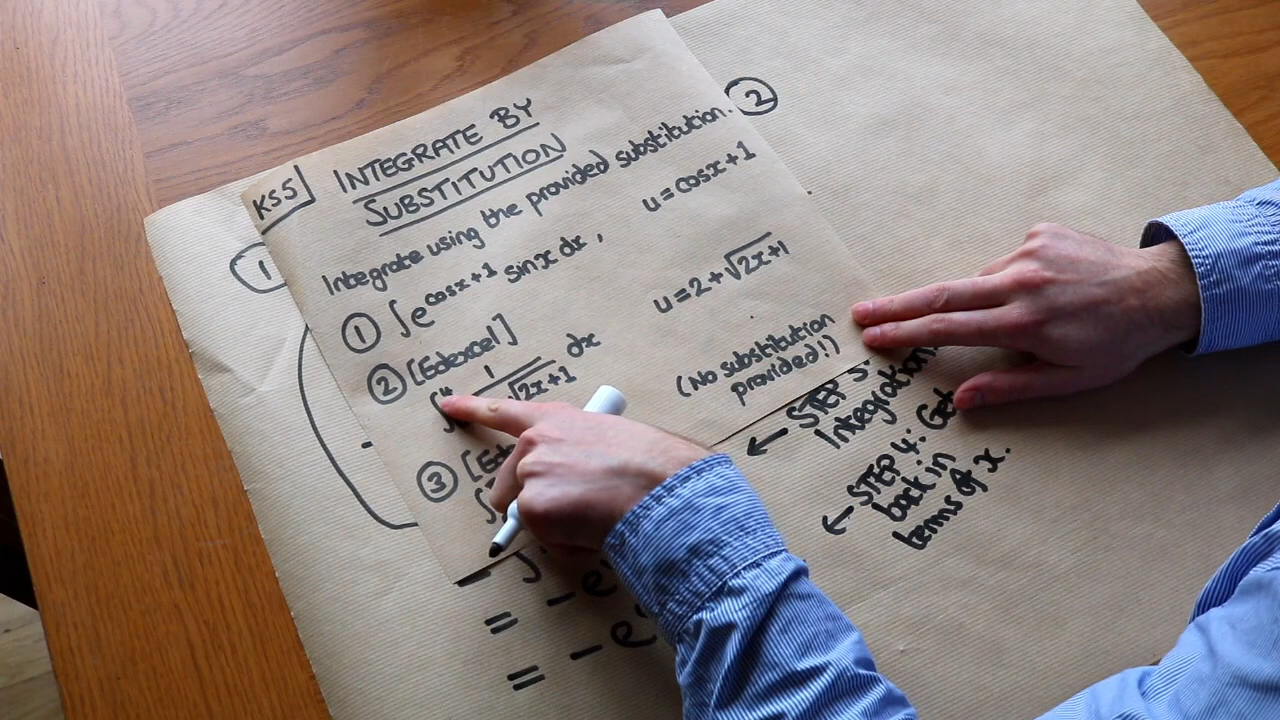 KS5
INTEGRATE BY
SUBSTITUTION
Integrate using the provided substitution.
① ∫e^(cosx+1) sinx dx , u = cosx+1
② [Edexcel]
∫⁴ 1 / √2x+1 dx u = 2+√2x+1
③
∫ (No substitution
provided!)
1
②
← STEP 3:
Integration.
← STEP 4: Get
back in
terms of x.
= - e
= - e